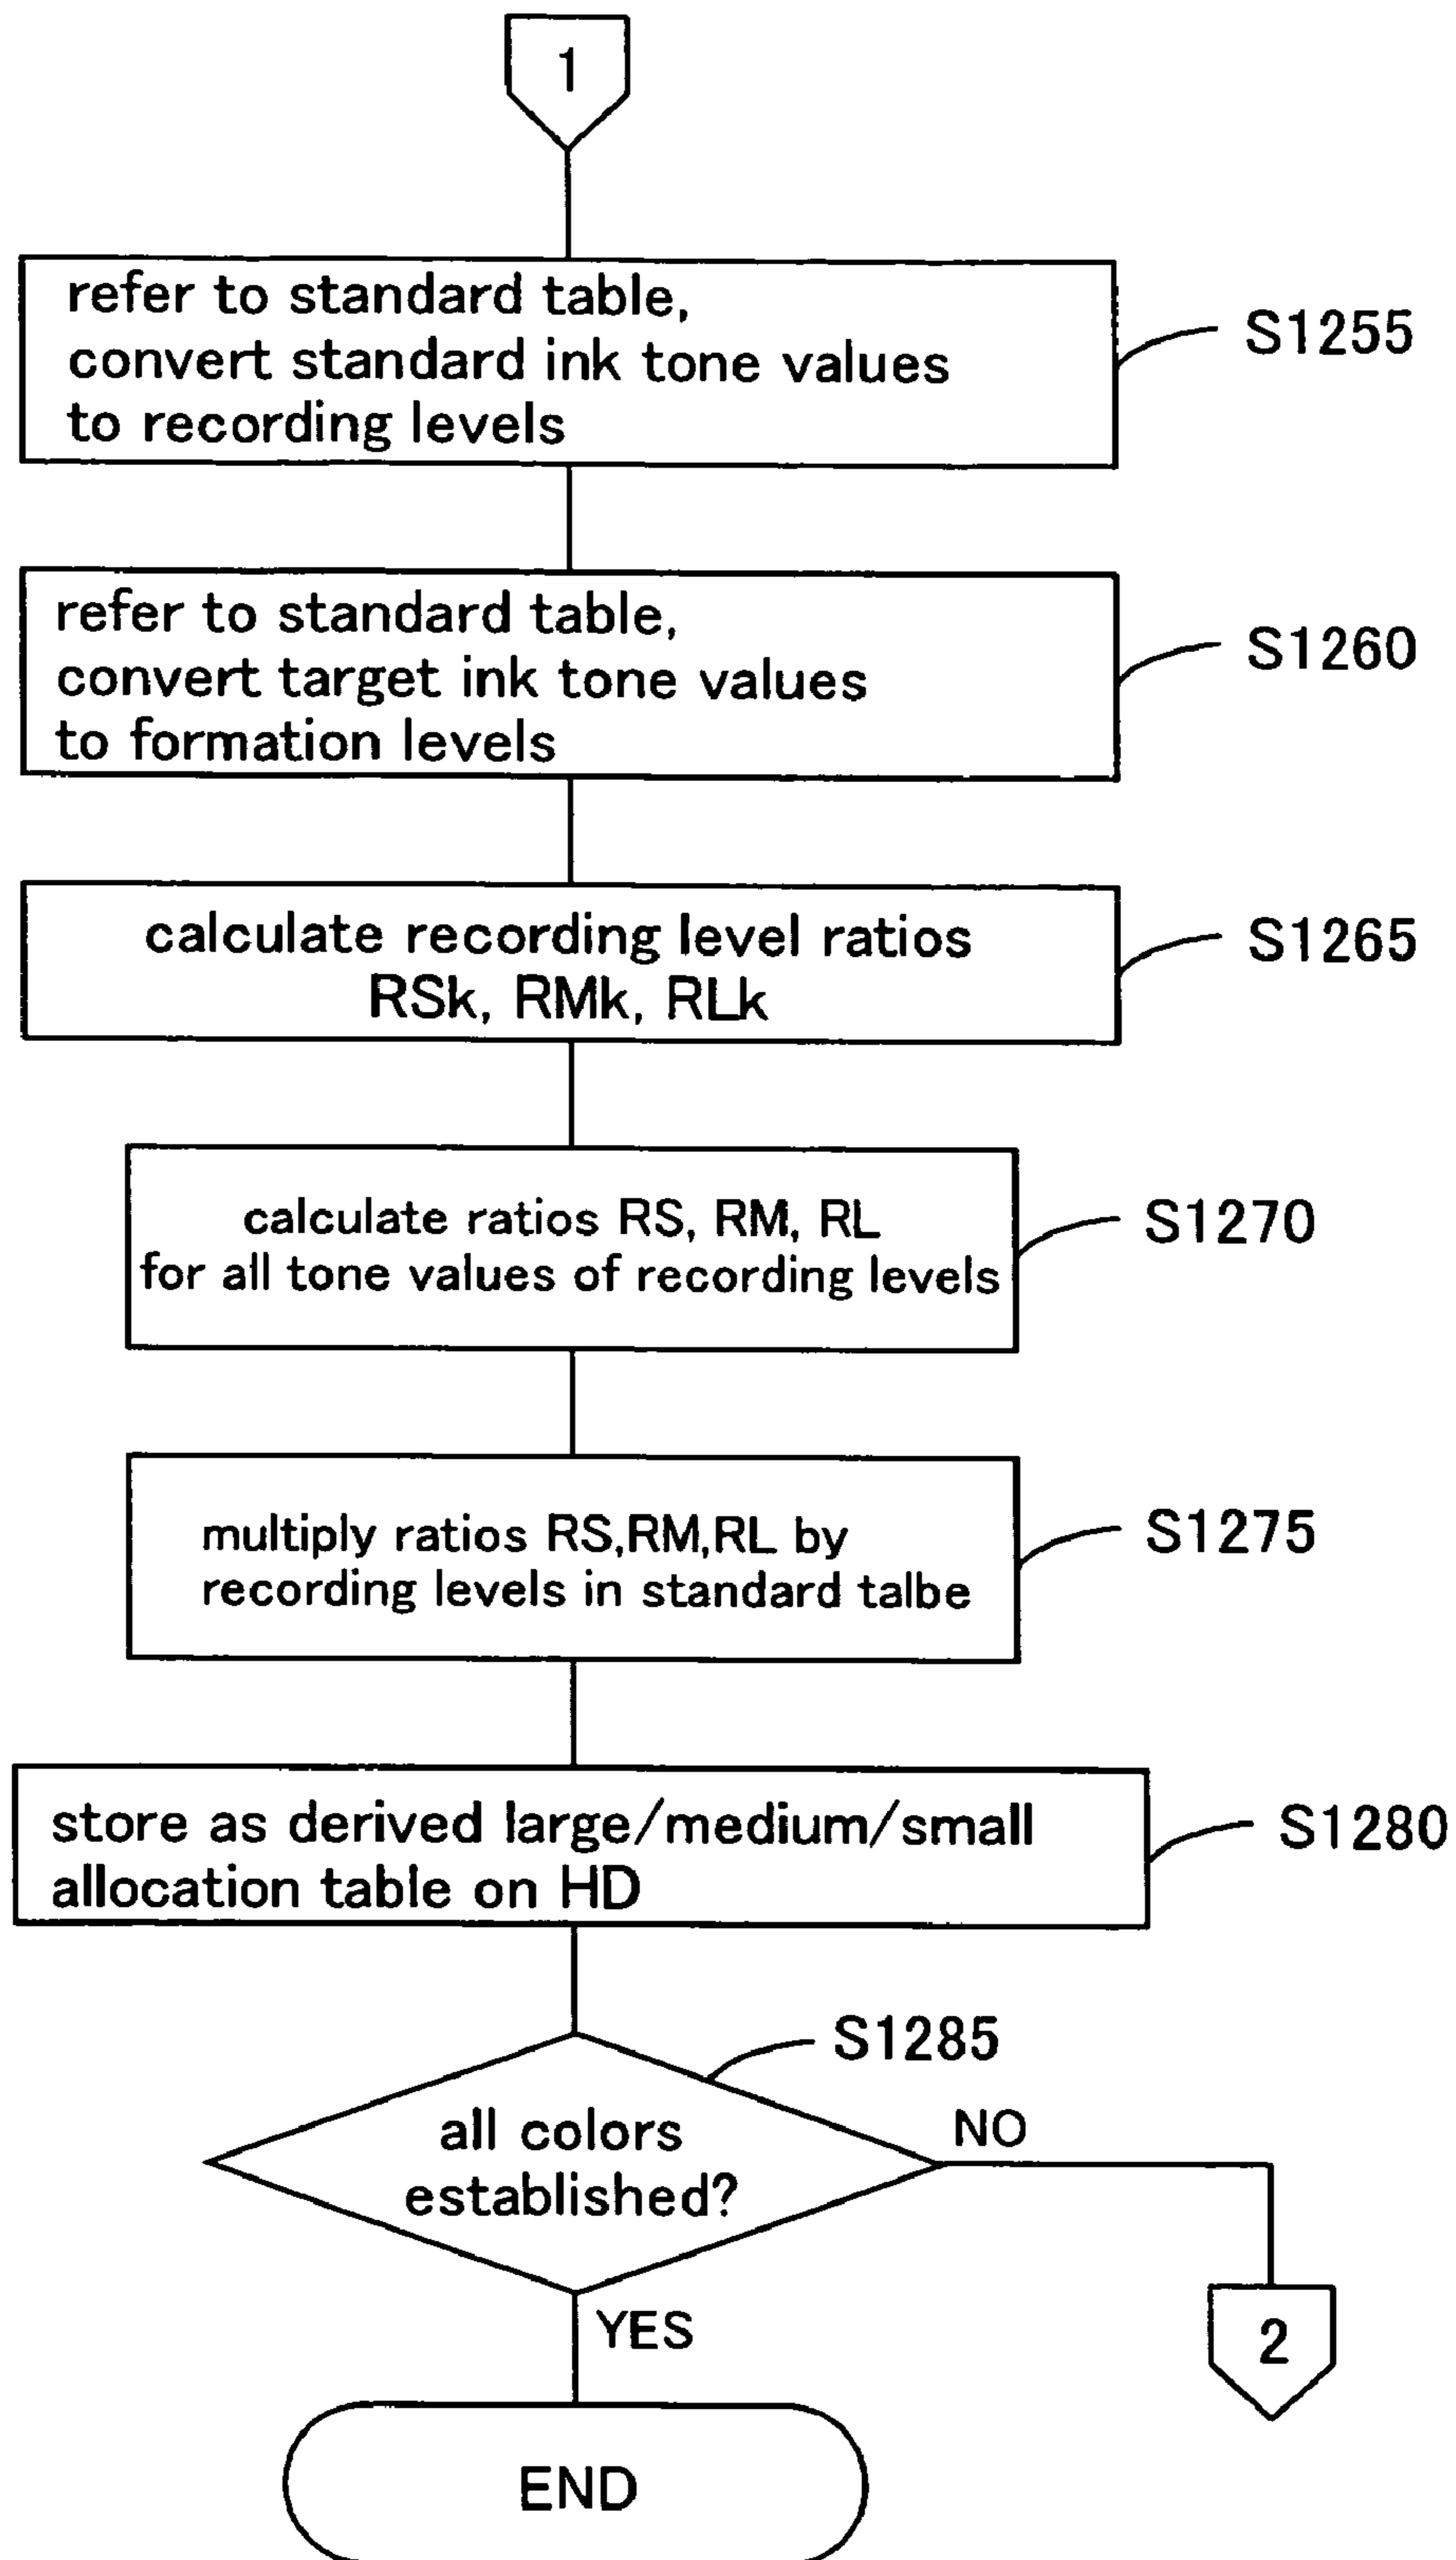 1
refer to standard table,
convert standard ink tone values
to recording levels
S1255
refer to standard table,
convert target ink tone values
to formation levels
S1260
calculate recording level ratios
RSk, RMk, RLk
S1265
calculate ratios RS, RM, RL
for all tone values of recording levels
S1270
multiply ratios RS,RM,RL by
recording levels in standard talbe
S1275
store as derived large/medium/small
allocation table on HD
S1280
S1285
all colors
established?
NO
YES
2
END